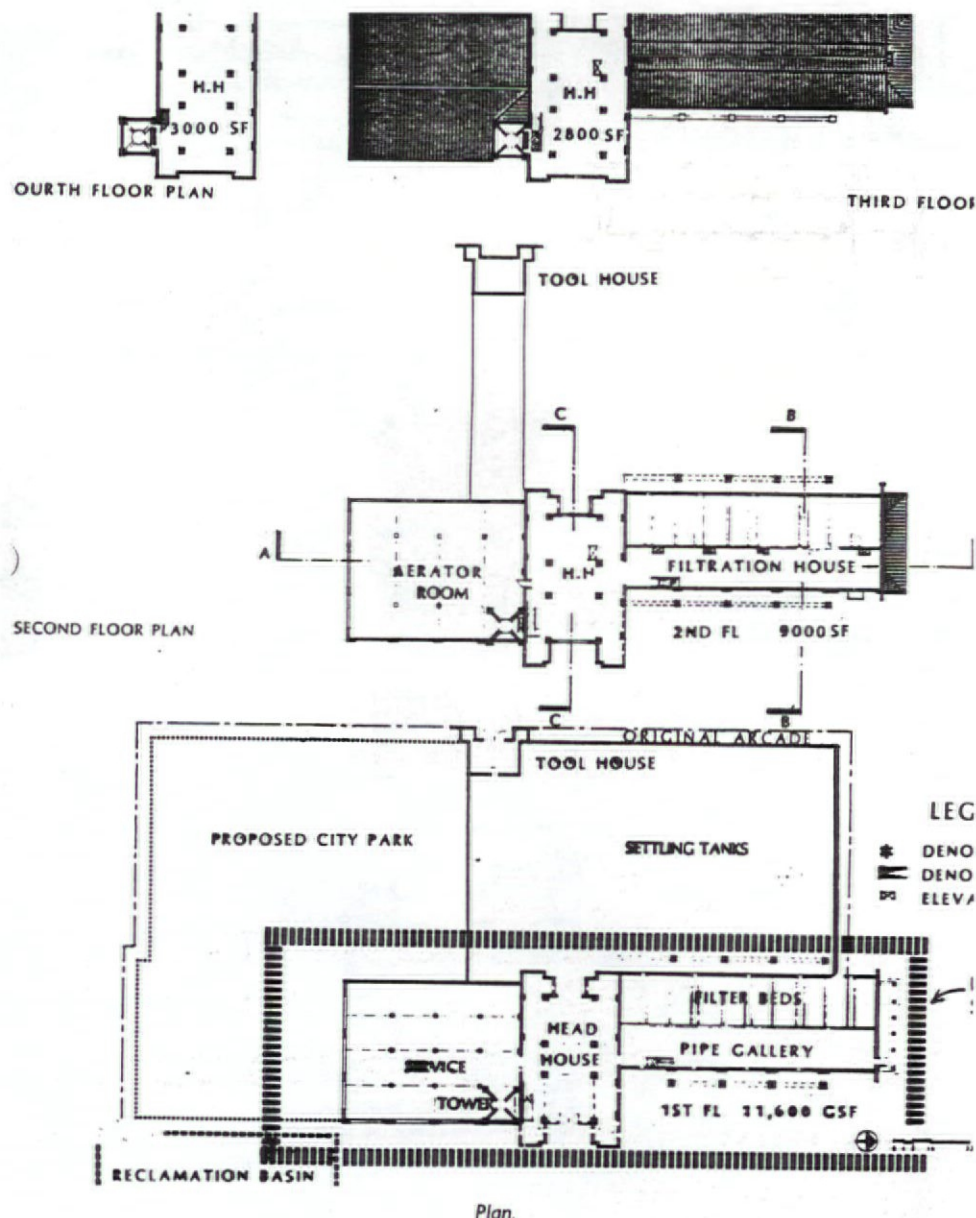 H.H
3000 SF
OURTH FLOOR PLAN
H.H
2800 SF
THIRD FLOOR
TOOL HOUSE
C
B
A
AERATOR
ROOM
H.H
FILTRATION HOUSE
SECOND FLOOR PLAN
2ND FL 9000 SF
C
B
ORIGINAL ARCADE
TOOL HOUSE
PROPOSED CITY PARK
SETTLING TANKS
LEG
DENO
DENO
ELEVA
FILTER BEDS
HEAD
HOUSE
PIPE GALLERY
SERVICE
TOWER
1ST FL 11,600 GSF
RECLAMATION BASIN
Plan.